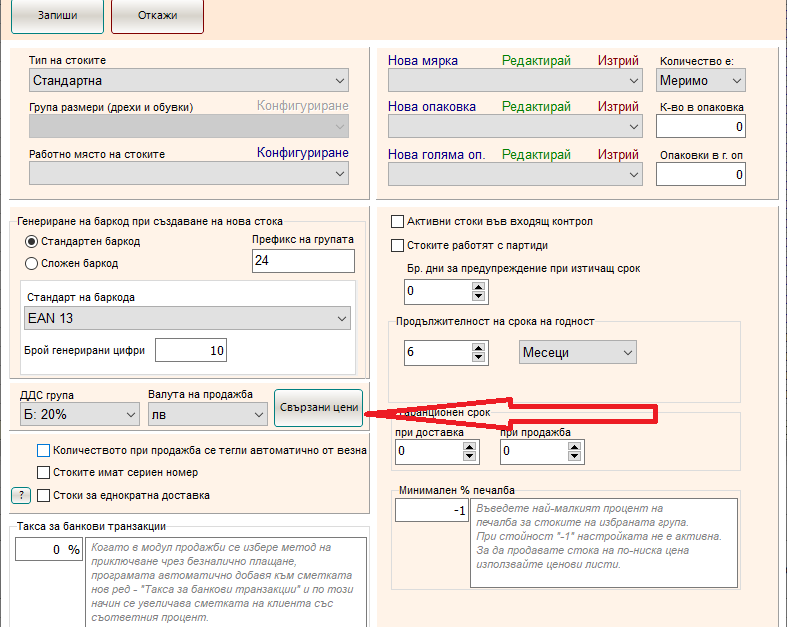 Запиши
Откажи
Тип на стоките
Стандартна
Група размери (дрехи и обувки)
Конфигуриране
Работно място на стоките
Конфигуриране
Нова мярка
Редактирай
Изтрий
Количество е:
Меримо
Нова опаковка
Редактирай
Изтрий
К-во в опаковка
0
Нова голяма оп.
Редактирай
Изтрий
Опаковки в г. оп
0
Генериране на баркод при създаване на нова стока
Стандартен баркод
Сложен баркод
Префикс на групата
24
Стандарт на баркода
EAN 13
Брой генерирани цифри
10
ДДС група
Б: 20%
Валута на продажба
лв
Свързани цени
Количеството при продажба се тегли автоматично от везна
Стоките имат сериен номер
?
Стоки за еднократна доставка
Такса за банкови транзакции
0 %
Когато в модул продажби се избере метод на
приключване чрез безналично плащане,
програмата автоматично добавя към сметката
нов ред - "Такса за банкови транзакции" и по този
начин се увеличава сметката на клиента със
съответния процент.
Активни стоки във входящ контрол
Стоките работят с партиди
Бр. дни за предупреждение при изтичащ срок
0
Продължителност на срока на годност
6
Месеци
Гаранционен срок
при доставка
0
при продажба
0
Минимален % печалба
-1
Въведете най-малкият процент на
печалба за стоките на избраната група.
При стойност "-1" настройката не е активна.
За да продавате стока на по-ниска цена
използвайте ценови листи.